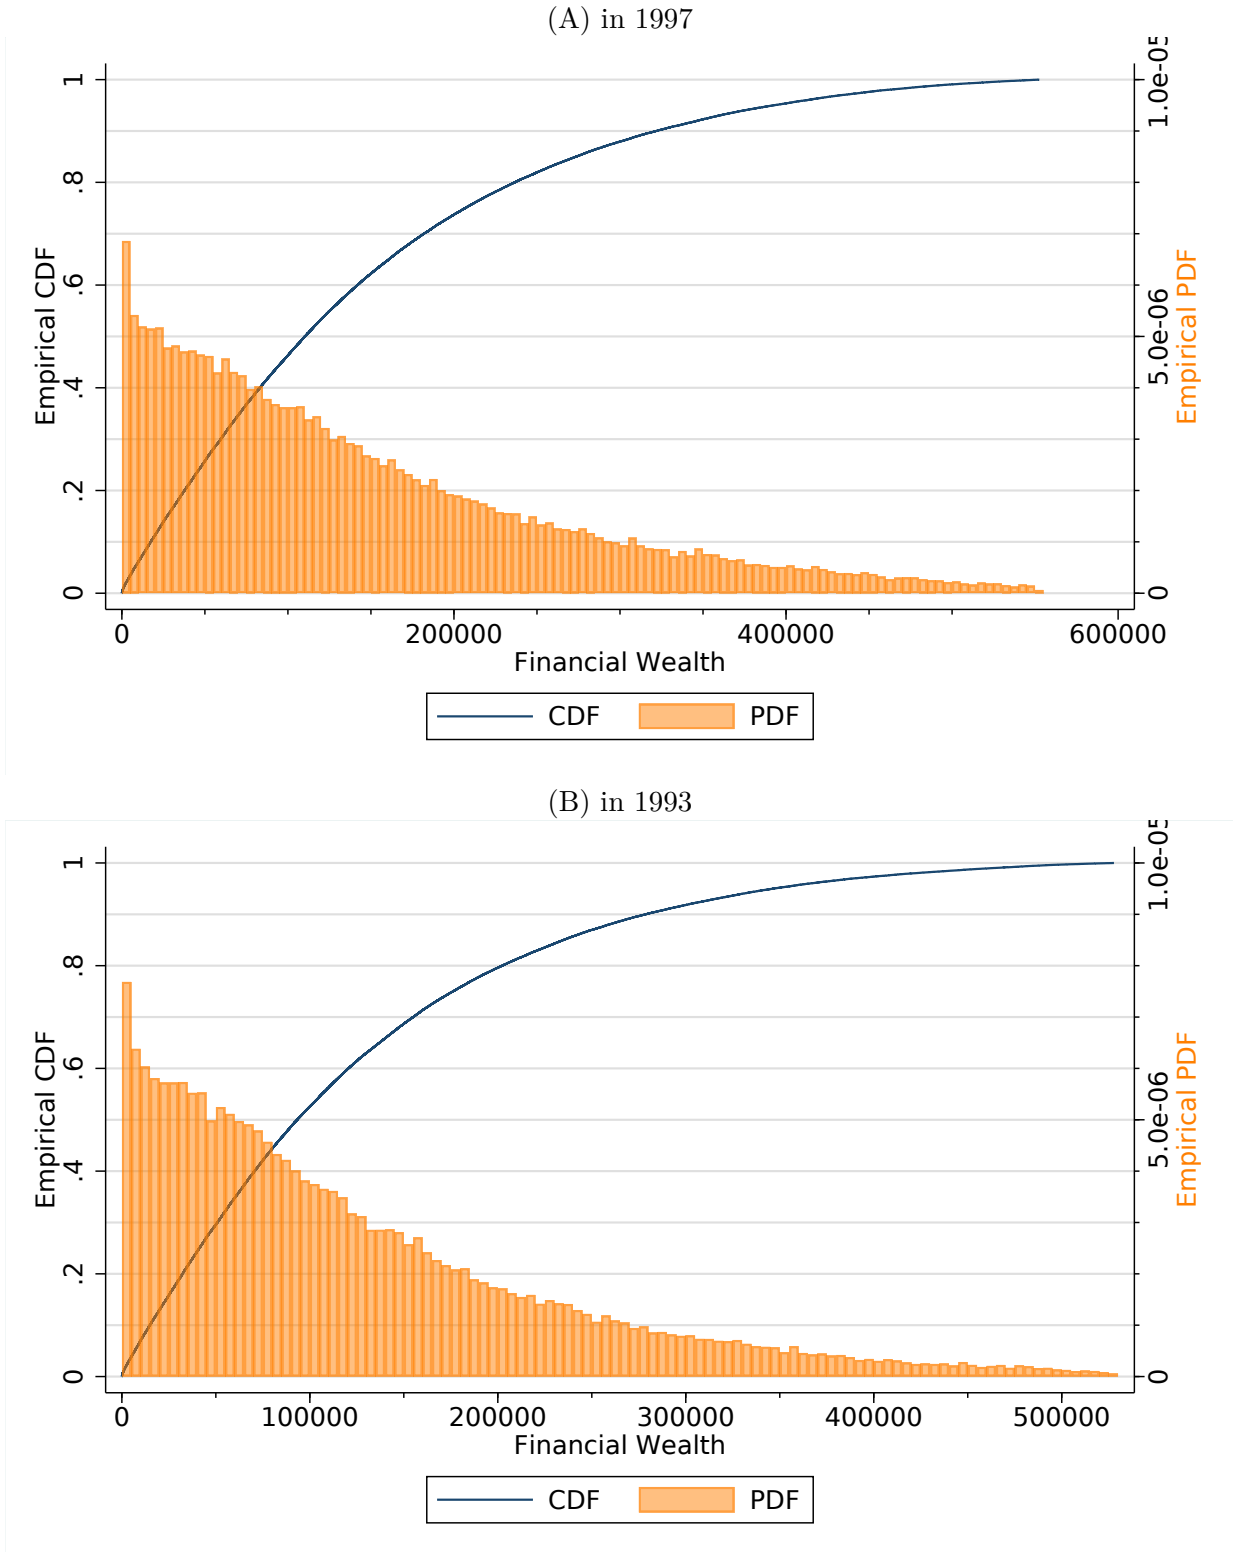 (A) in 1997
Empirical CDF
0 .2 .4 .6 .8 1
0 5.0e-06 1.0e-05
Empirical PDF
0 200000 400000 600000
Financial Wealth
CDF PDF
(B) in 1993
Empirical CDF
0 .2 .4 .6 .8 1
0 5.0e-06 1.0e-05
Empirical PDF
0 100000 200000 300000 400000 500000
Financial Wealth
CDF PDF